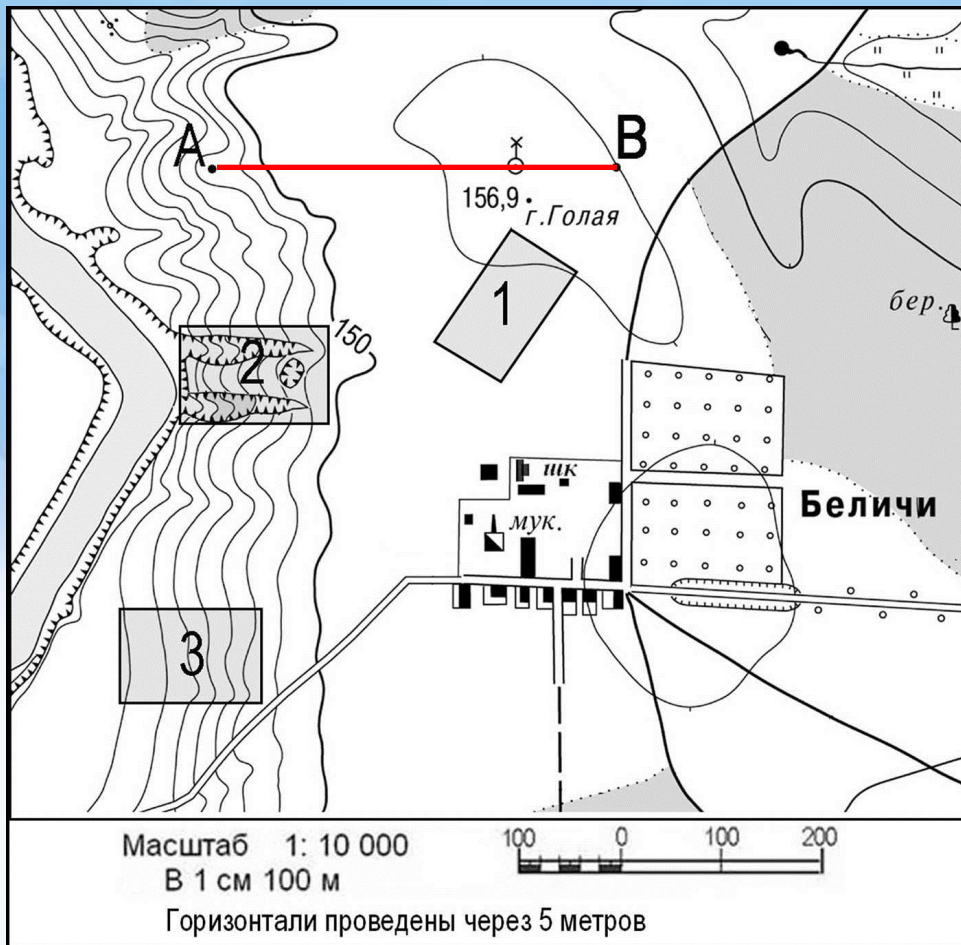 А.
В
156,9
г.Голая
1
бер.
150
2
шк
Беличи
мук.
3
100 0 100 200
Масштаб 1: 10 000
В 1 см 100 м
Горизонтали проведены через 5 метров